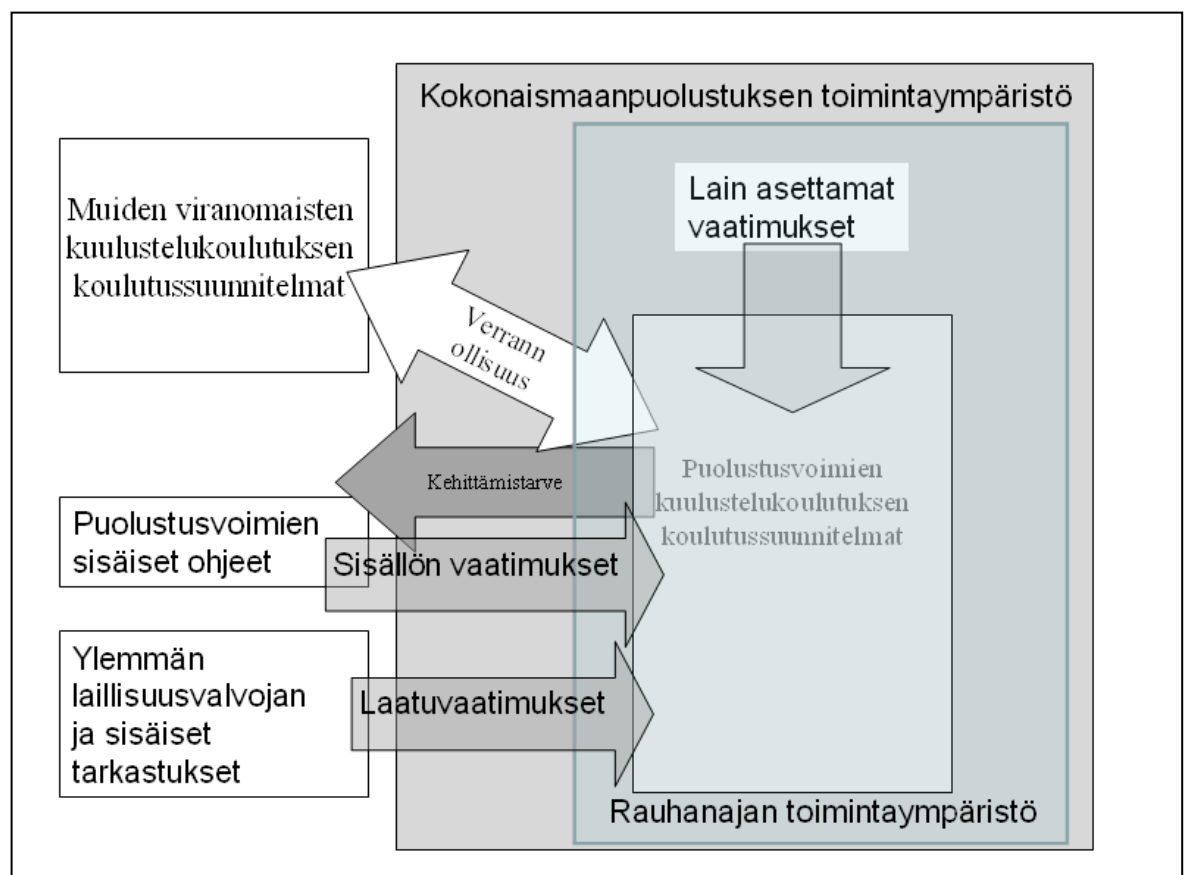 Kokonaismaanpuolustuksen toimintaympäristö
Muiden viranomaisten
kuulustelukoulutuksen
koulutussuunnitelmat
Lain asettamat
vaatimukset
Verrann
ollisuus
Kehittämistarve
Puolustusvoimien
kuulustelukoulutuksen
koulutussuunnitelmat
Puolustusvoimien
sisäiset ohjeet
Sisällön vaatimukset
Ylemmän
laillisuusvalvojan
ja sisäiset
tarkastukset
Laatuvaatimukset
Rauhanajan toimintaympäristö